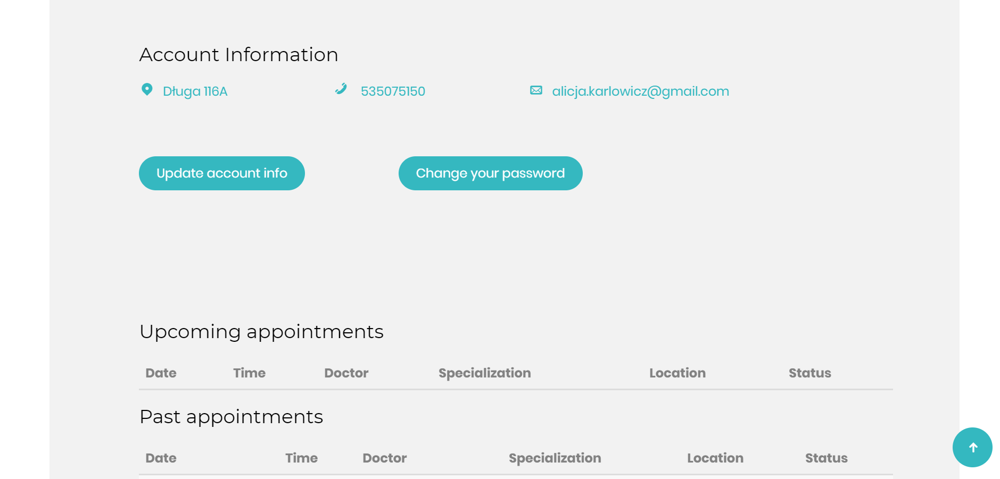 Account Information
Długa 116A 535075150 alicja.karlowicz@gmail.com
Update account info Change your password
Upcoming appointments
Date Time Doctor Specialization Location Status
Past appointments
Date Time Doctor Specialization Location Status